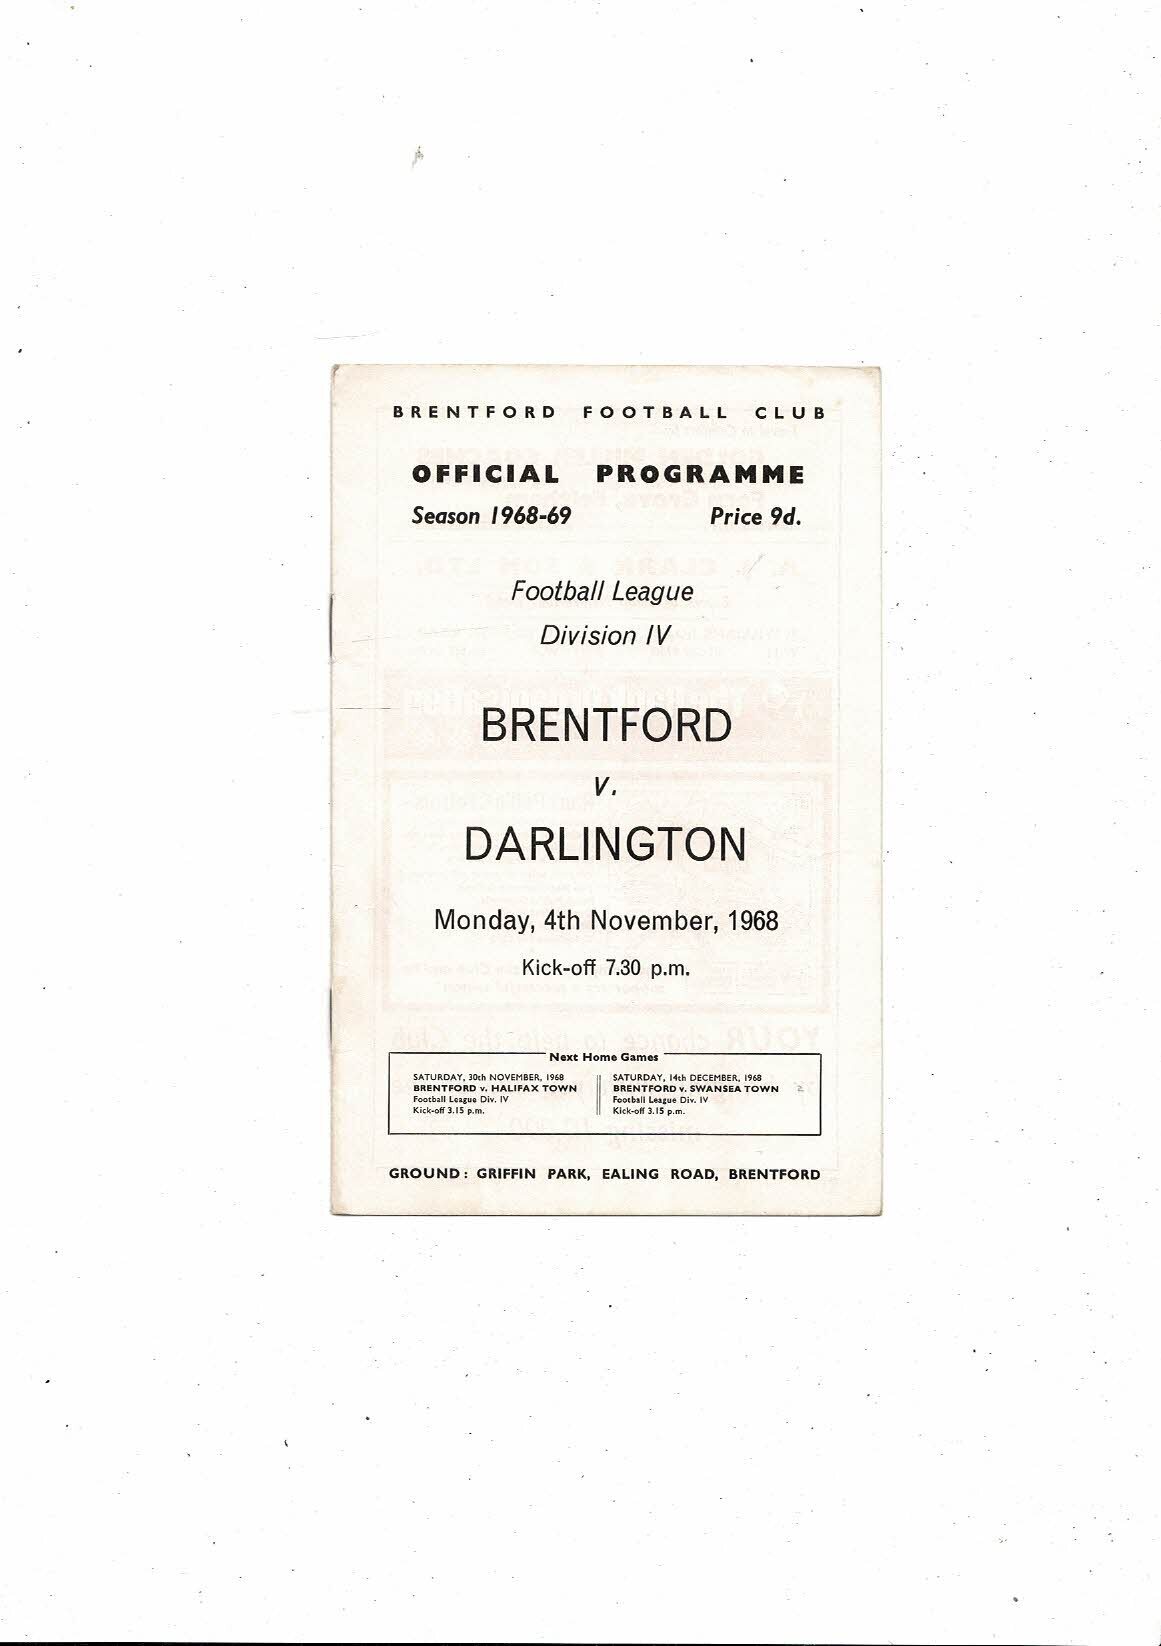 BRENTFORD FOOTBALL CLUB
OFFICIAL PROGRAMME
Season 1968-69 Price 9d.
Football League
Division IV
BRENTFORD
v.
DARLINGTON
Monday, 4th November, 1968
Kick-off 7.30 p.m.
Next Home Games
SATURDAY, 30th NOVEMBER, 1968
BRENTFORD v. HALIFAX TOWN
Football League Div. IV
Kick-off 3.15 p.m.
SATURDAY, 14th DECEMBER, 1968
BRENTFORD v. SWANSEA TOWN
Football League Div. IV
Kick-off 3.15 p.m.
GROUND: GRIFFIN PARK, EALING ROAD, BRENTFORD